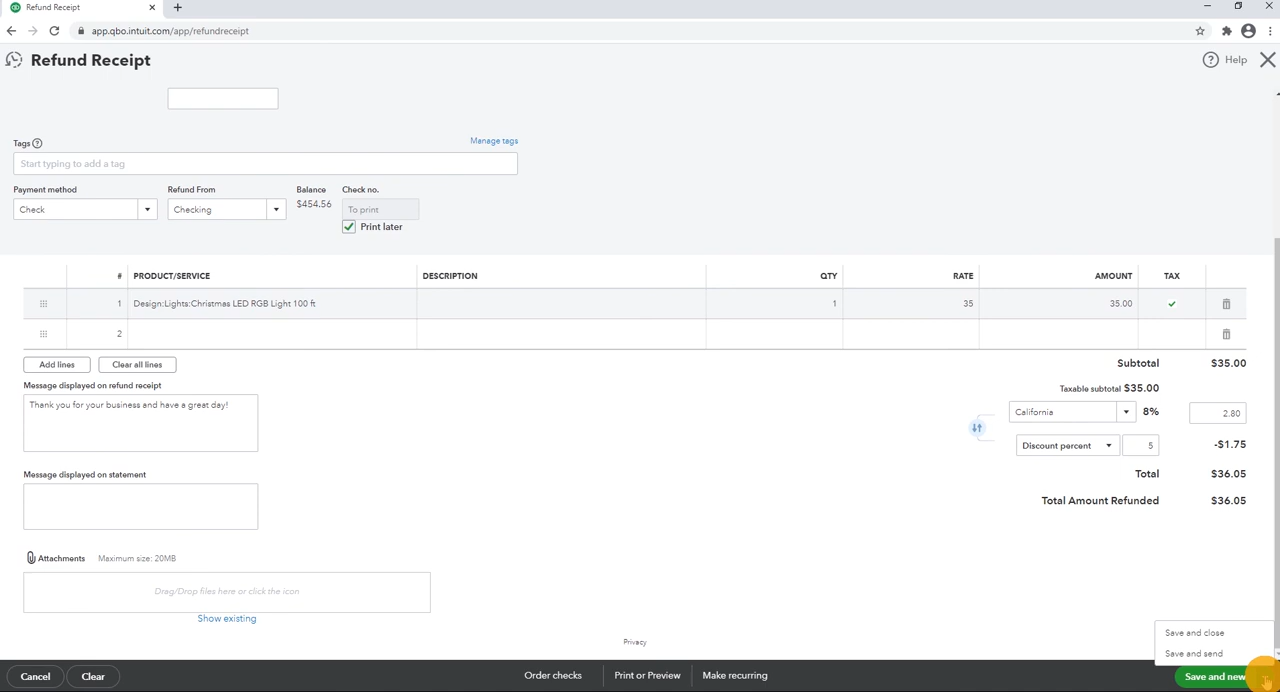 Refund Receipt
app.qbo.intuit.com/app/refundreceipt
Refund Receipt
Help
Tags
Manage tags
Start typing to add a tag
Payment method Refund From Balance Check no.
Check Checking $454.56 To print
Print later
# PRODUCT/SERVICE DESCRIPTION QTY RATE AMOUNT TAX
1 Design:Lights:Christmas LED RGB Light 100 ft 1 35 35.00
2
Add lines Clear all lines Subtotal $35.00
Message displayed on refund receipt Taxable subtotal $35.00
Thank you for your business and have a great day!
California 8% 2.80
Discount percent 5 -$1.75
Message displayed on statement Total $36.05
Total Amount Refunded $36.05
Attachments Maximum size: 20MB
Drag/Drop files here or click the icon
Show existing
Privacy
Save and close
Save and send
Cancel Clear Order checks Print or Preview Make recurring Save and new